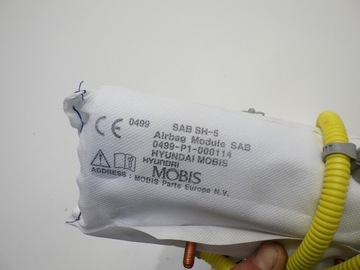 CE 0499 SAB SH-5
Airbag Module SAB
0499-P1-000114
HYUNDAI MOBIS
HYUNDAI
MOBIS
ADDRESS: MOBIS Parts Europe N.V.